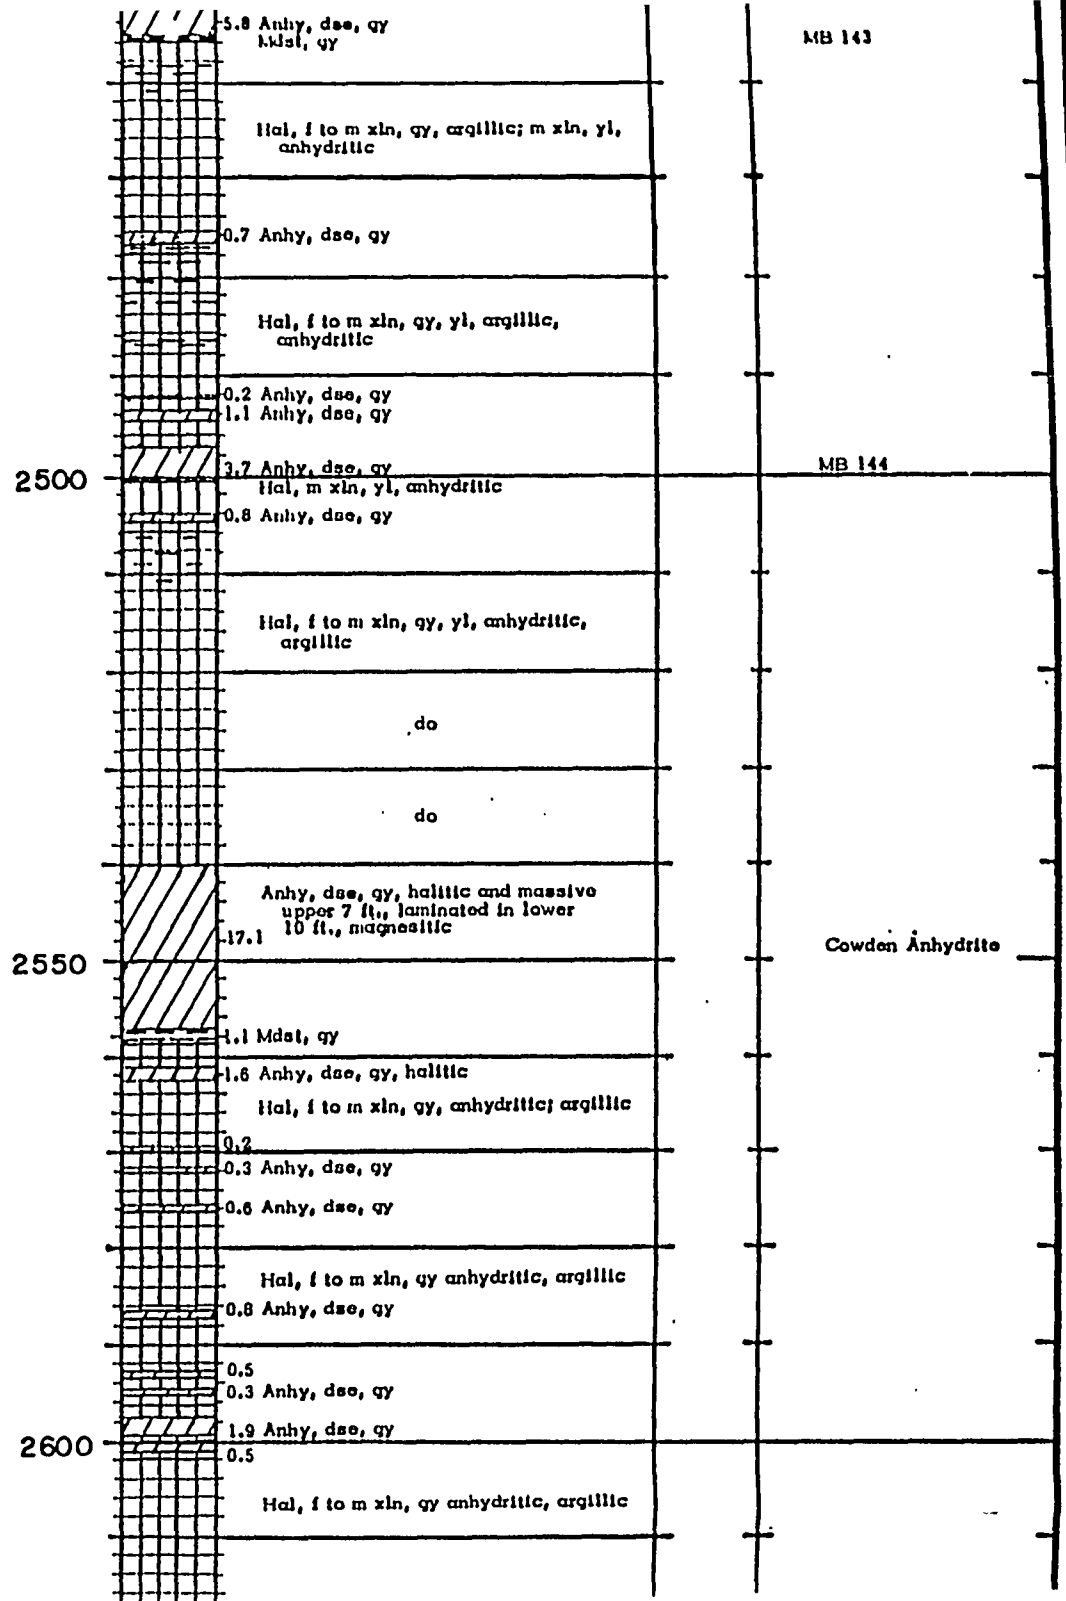 5.8 Anhy, dse, gy
Mdst, gy
MB 143
Hal, f to m xln, gy, argillic; m xln, yl,
anhydritic
0.7 Anhy, dse, gy
Hal, f to m xln, gy, yl, argillic,
anhydritic
0.2 Anhy, dse, gy
1.1 Anhy, dse, gy
3.7 Anhy, dse, gy
MB 144
2500
Hal, m xln, yl, anhydritic
0.8 Anhy, dse, gy
Hal, f to m xln, gy, yl, anhydritic,
argillic
do
do
Anhy, dse, gy, halitic and massive
upper 7 ft., laminated in lower
10 ft., magnesitic
17.1
Cowden Anhydrite
2550
1.1 Mdst, gy
1.6 Anhy, dse, gy, halitic
Hal, f to m xln, gy, anhydritic; argillic
0.2
0.3 Anhy, dse, gy
0.6 Anhy, dse, gy
Hal, f to m xln, gy anhydritic, argillic
0.8 Anhy, dse, gy
0.5
0.3 Anhy, dse, gy
1.9 Anhy, dse, gy
2600
0.5
Hal, f to m xln, gy anhydritic, argillic